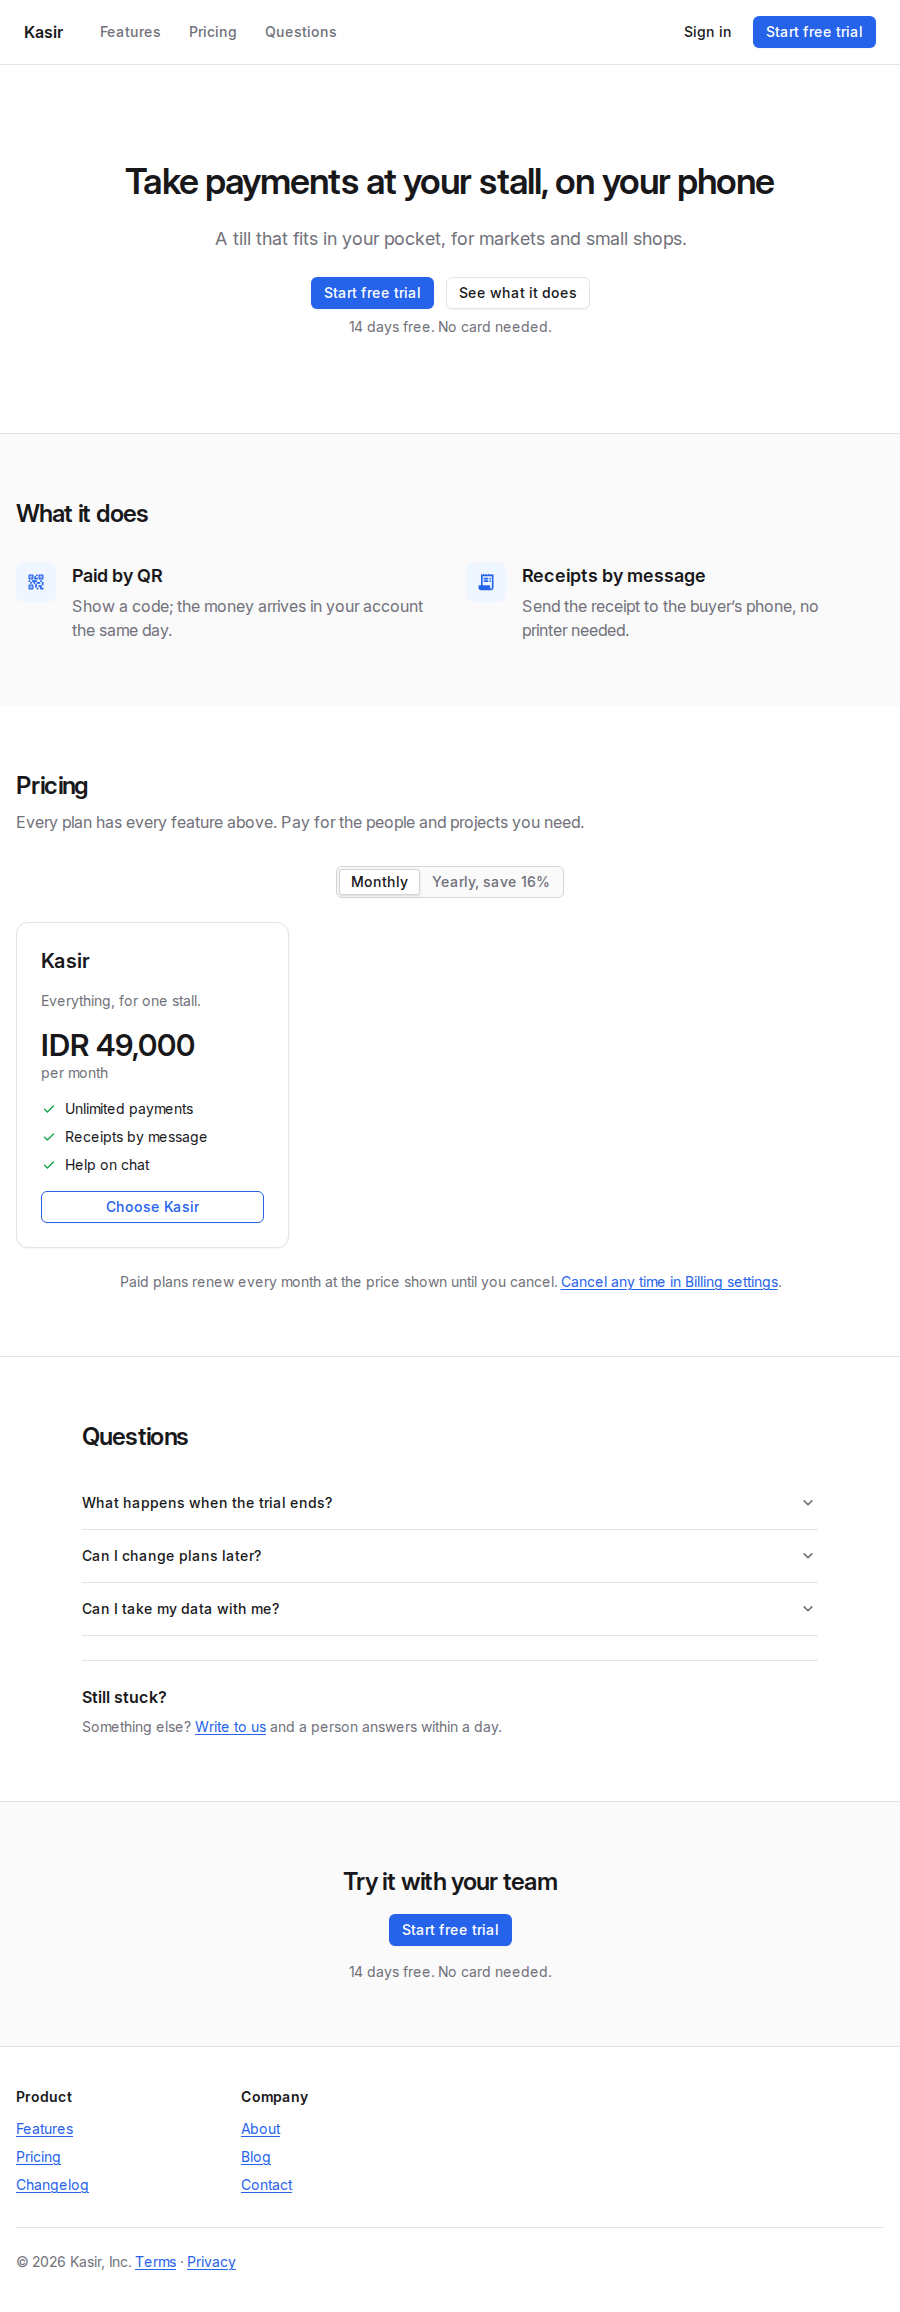 Kasir Features Pricing Questions Sign in Start free trial
Take payments at your stall, on your phone
A till that fits in your pocket, for markets and small shops.
Start free trial See what it does
14 days free. No card needed.
What it does
Paid by QR
Show a code; the money arrives in your account
the same day.
Receipts by message
Send the receipt to the buyer's phone, no
printer needed.
Pricing
Every plan has every feature above. Pay for the people and projects you need.
Monthly Yearly, save 16%
Kasir
Everything, for one stall.
IDR 49,000
per month
Unlimited payments
Receipts by message
Help on chat
Choose Kasir
Paid plans renew every month at the price shown until you cancel. Cancel any time in Billing settings.
Questions
What happens when the trial ends?
Can I change plans later?
Can I take my data with me?
Still stuck?
Something else? Write to us and a person answers within a day.
Try it with your team
Start free trial
14 days free. No card needed.
Product
Features
Pricing
Changelog
Company
About
Blog
Contact
© 2026 Kasir, Inc. Terms · Privacy